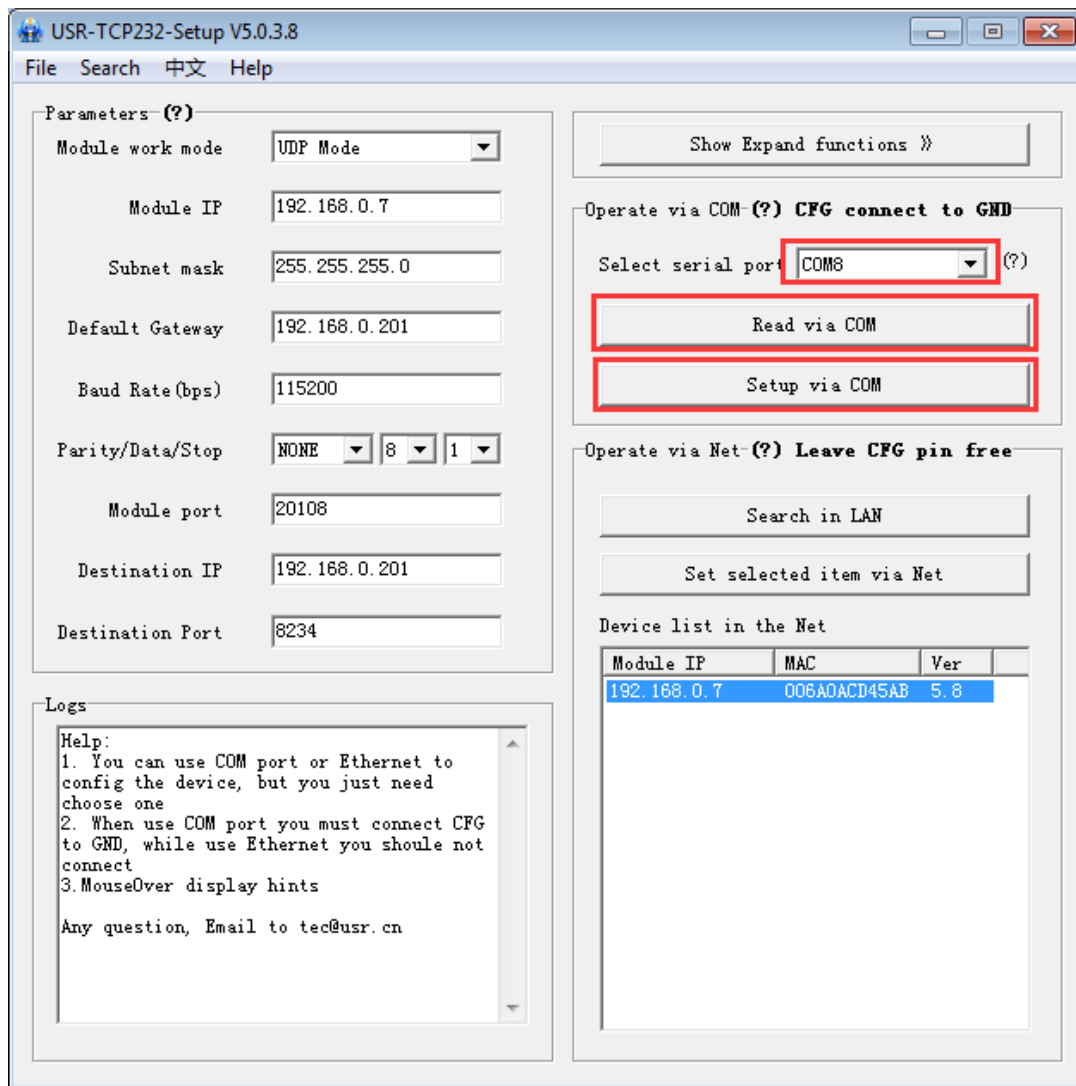 USR-TCP232-Setup V5.0.3.8
File Search 中文 Help
Parameters (?)
Module work mode UDP Mode
Module IP 192.168.0.7
Subnet mask 255.255.255.0
Default Gateway 192.168.0.201
Baud Rate(bps) 115200
Parity/Data/Stop NONE 8 1
Module port 20108
Destination IP 192.168.0.201
Destination Port 8234
Logs
Help:
1. You can use COM port or Ethernet to
config the device, but you just need
choose one
2. When use COM port you must connect CFG
to GND, while use Ethernet you shoule not
connect
3.MouseOver display hints
Any question, Email to tec@usr.cn
Show Expand functions 》
Operate via COM (?) CFG connect to GND
Select serial port COM8 (?)
Read via COM
Setup via COM
Operate via Net (?) Leave CFG pin free
Search in LAN
Set selected item via Net
Device list in the Net
Module IP MAC Ver
192.168.0.7 006A0ACD45AB 5.8